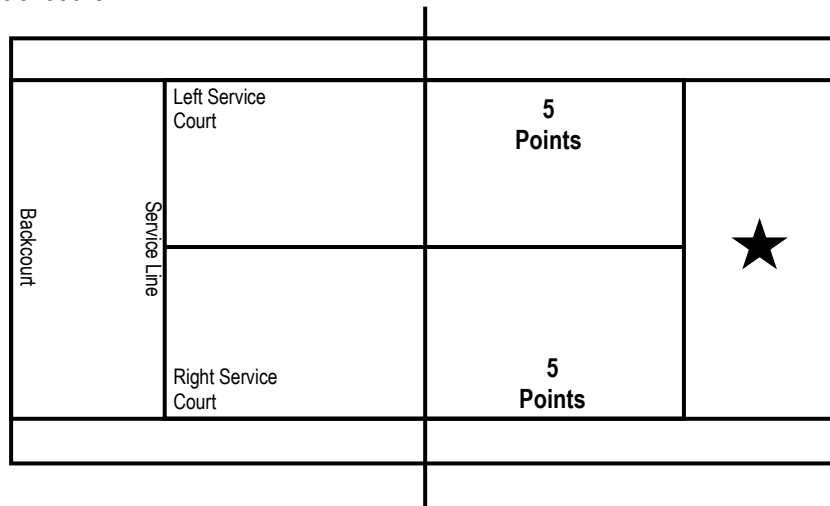 Left Service
Court
5
Points
Backcourt
Service Line
Right Service
Court
5
Points